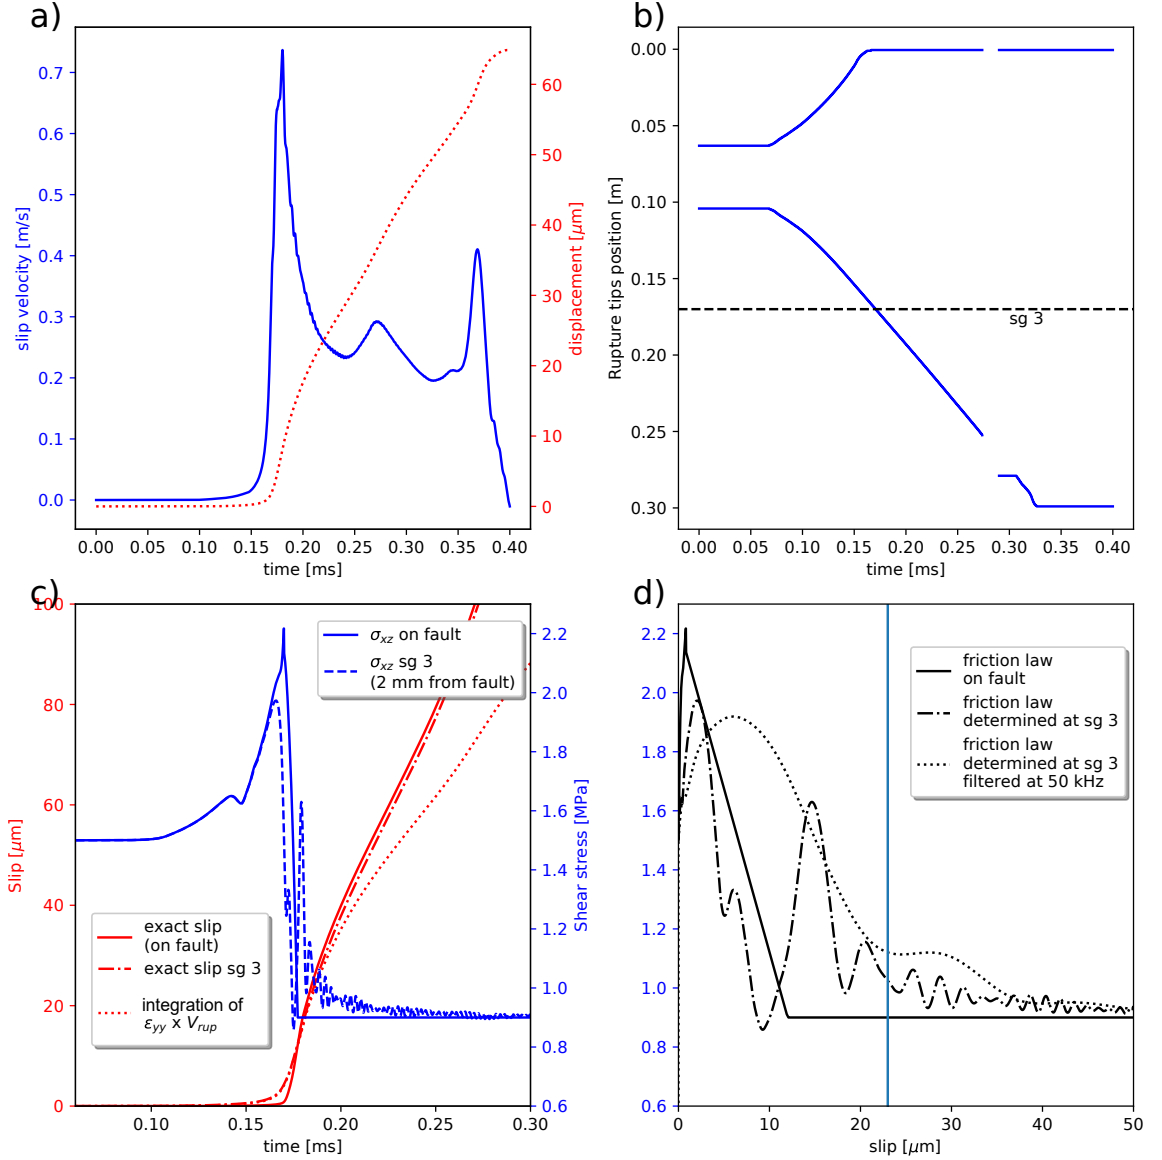 a)
0.7
0.6
0.5
0.4
0.3
0.2
0.1
0.0
slip velocity [m/s]
60
50
40
30
20
10
0
displacement [μm]
0.00 0.05 0.10 0.15 0.20 0.25 0.30 0.35 0.40
time [ms]
b)
0.00
0.05
0.10
0.15
0.20
0.25
0.30
Rupture tips position [m]
sg 3
0.00 0.05 0.10 0.15 0.20 0.25 0.30 0.35 0.40
time [ms]
c)
100
80
60
40
20
0
Slip [μm]
σxz on fault
σxz sg 3
(2 mm from fault)
exact slip
(on fault)
exact slip sg 3
integration of
εyy x Vrup
2.2
2.0
1.8
1.6
1.4
1.2
1.0
0.8
0.6
Shear stress [MPa]
0.10 0.15 0.20 0.25 0.30
time [ms]
d)
2.2
2.0
1.8
1.6
1.4
1.2
1.0
0.8
0.6
friction law
on fault
friction law
determined at sg 3
friction law
determined at sg 3
filtered at 50 kHz
0 10 20 30 40 50
slip [μm]